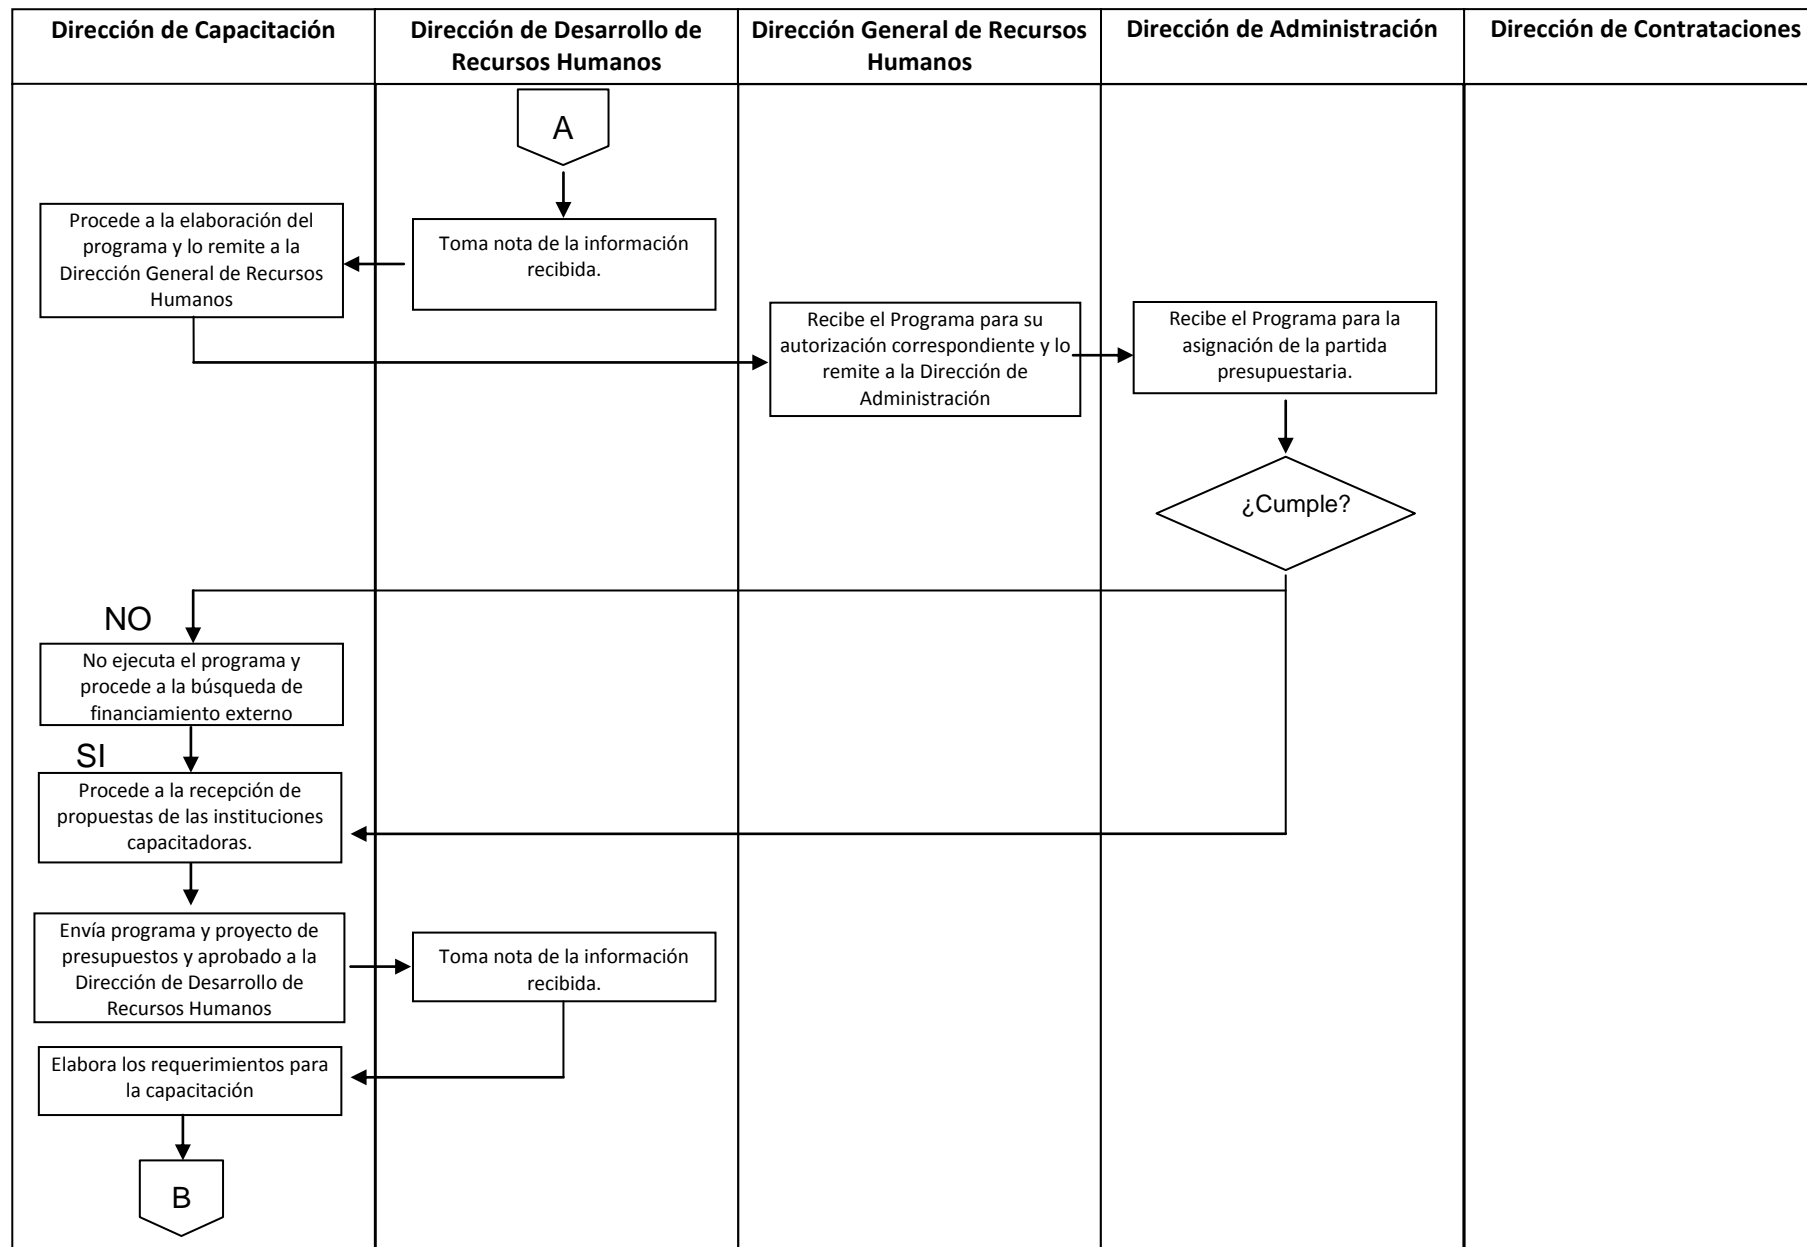 Dirección de Capacitación
Dirección de Desarrollo de
Recursos Humanos
Dirección General de Recursos
Humanos
Dirección de Administración
Dirección de Contrataciones
A
Procede a la elaboración del
programa y lo remite a la
Dirección General de Recursos
Humanos
Toma nota de la información
recibida.
Recibe el Programa para su
autorización correspondiente y lo
remite a la Dirección de
Administración
Recibe el Programa para la
asignación de la partida
presupuestaria.
¿Cumple?
NO
No ejecuta el programa y
procede a la búsqueda de
financiamiento externo
SI
Procede a la recepción de
propuestas de las instituciones
capacitadoras.
Envía programa y proyecto de
presupuestos y aprobado a la
Dirección de Desarrollo de
Recursos Humanos
Toma nota de la información
recibida.
Elabora los requerimientos para
la capacitación
B